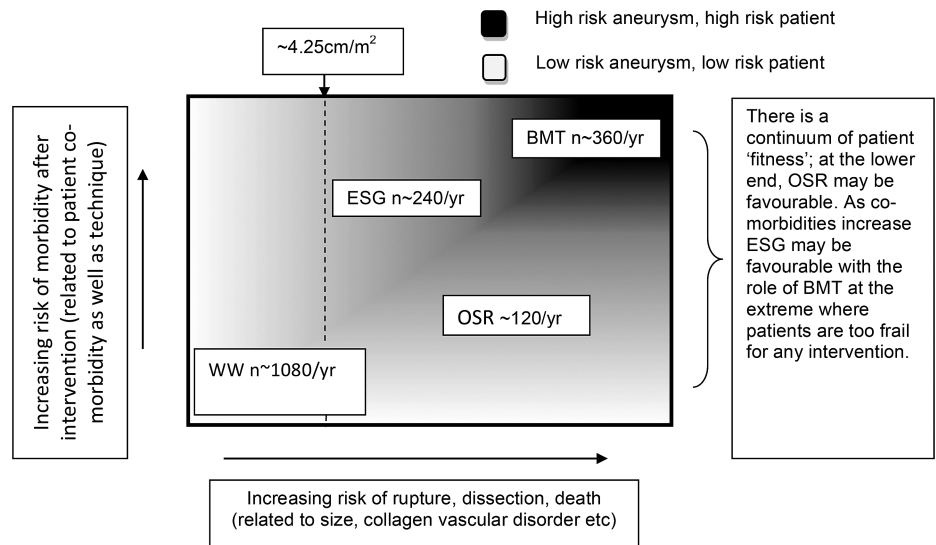 High risk aneurysm, high risk patient
Low risk aneurysm, low risk patient
~4.25cm/m²
Increasing risk of morbidity after
intervention (related to patient co-
morbidity as well as technique)
BMT n~360/yr
ESG n~240/yr
OSR ~120/yr
WW n~1080/yr
There is a
continuum of patient
‘fitness’; at the lower
end, OSR may be
favourable. As co-
morbidities increase
ESG may be
favourable with the
role of BMT at the
extreme where
patients are too frail
for any intervention.
Increasing risk of rupture, dissection, death
(related to size, collagen vascular disorder etc)